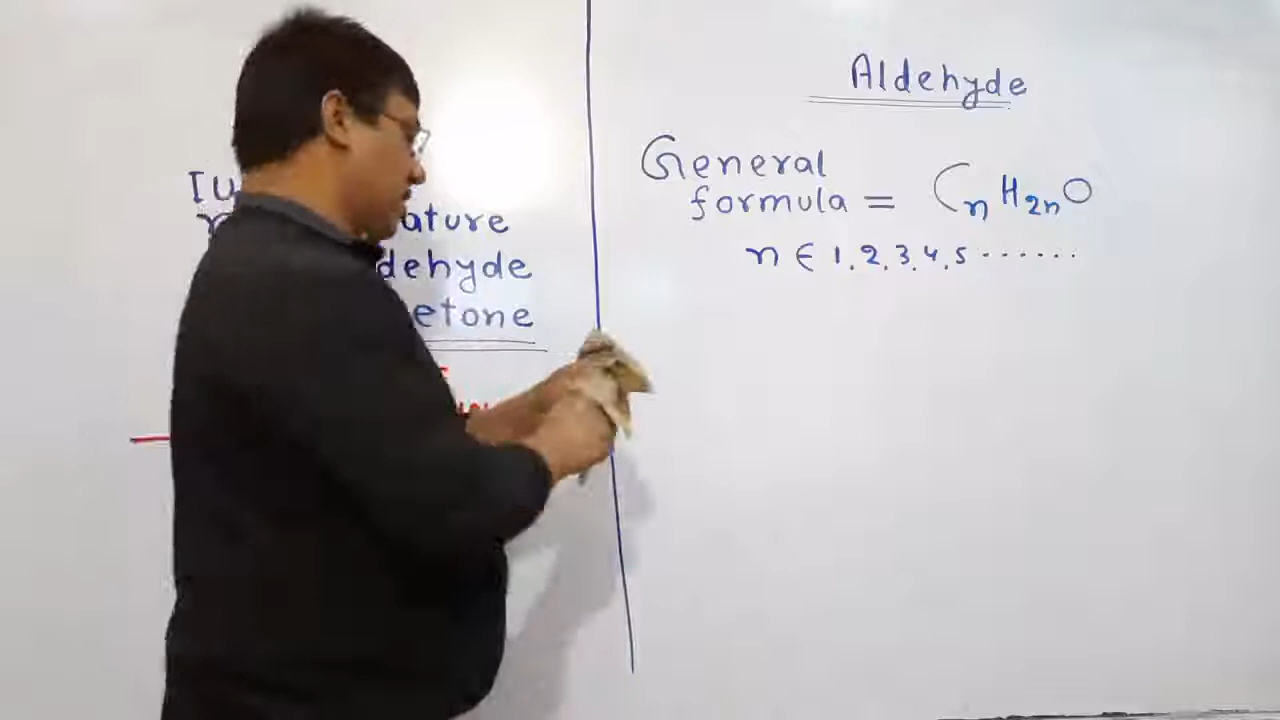 ature
dehyde
etone
Aldehyde
General
formula = CnH2nO
n ∈ 1,2,3,4,5 ......